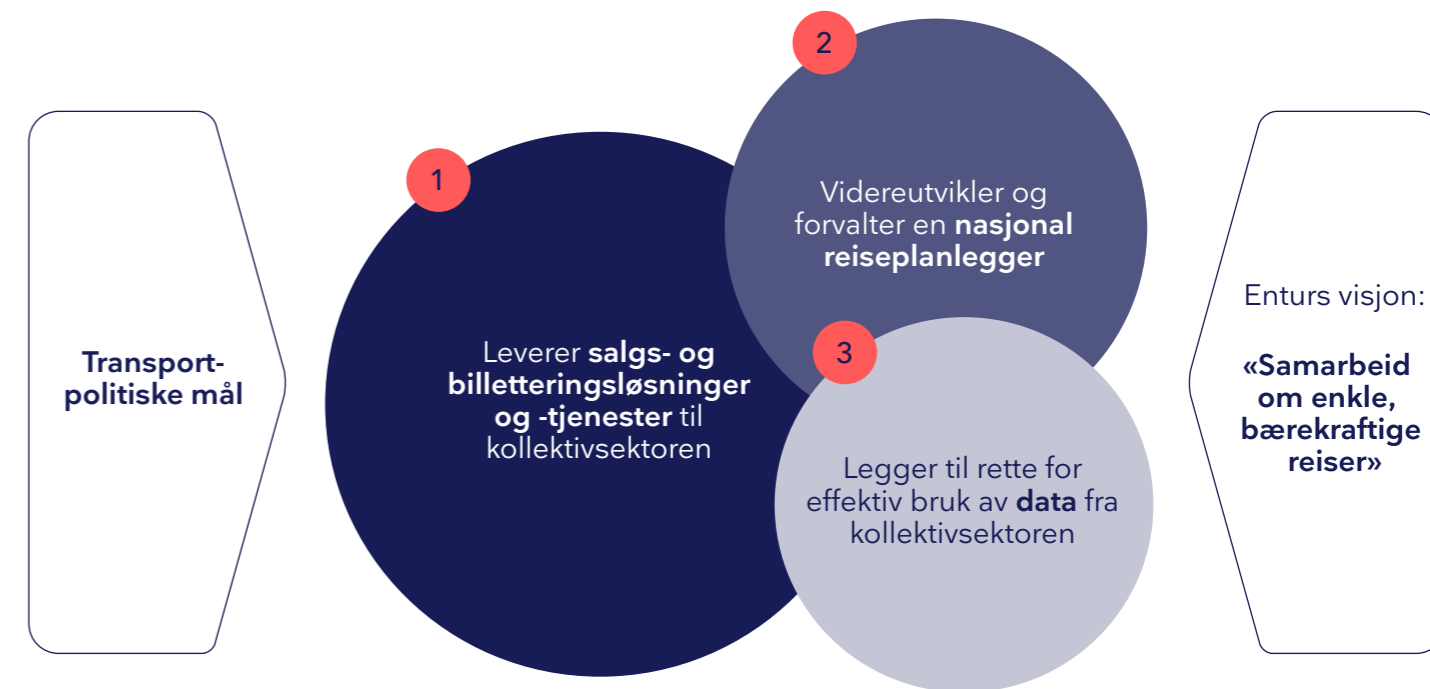 Transport-
politiske mål
1
Leverer salgs- og
billetteringsløsninger
og -tjenester til
kollektivsektoren
2
Videreutvikler og
forvalter en nasjonal
reiseplanlegger
3
Legger til rette for
effektiv bruk av data fra
kollektivsektoren
Enturs visjon:
«Samarbeid
om enkle,
bærekraftige
reiser»